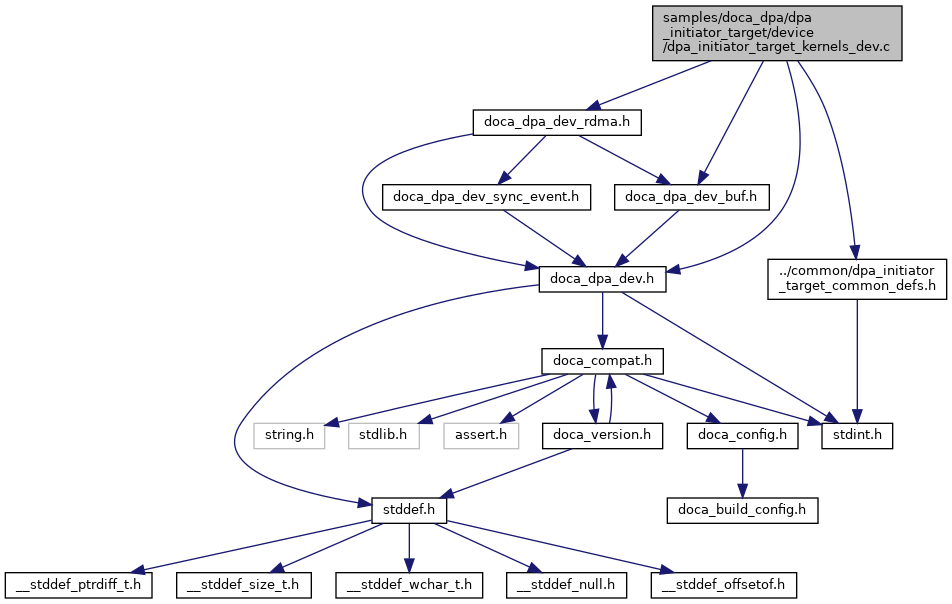 samples/doca_dpa/dpa
_initiator_target/device
/dpa_initiator_target_kernels_dev.c
doca_dpa_dev_rdma.h
doca_dpa_dev_sync_event.h
doca_dpa_dev_buf.h
doca_dpa_dev.h
../common/dpa_initiator
_target_common_defs.h
doca_compat.h
string.h
stdlib.h
assert.h
doca_version.h
doca_config.h
stdint.h
stddef.h
doca_build_config.h
__stddef_ptrdiff_t.h
__stddef_size_t.h
__stddef_wchar_t.h
__stddef_null.h
__stddef_offsetof.h